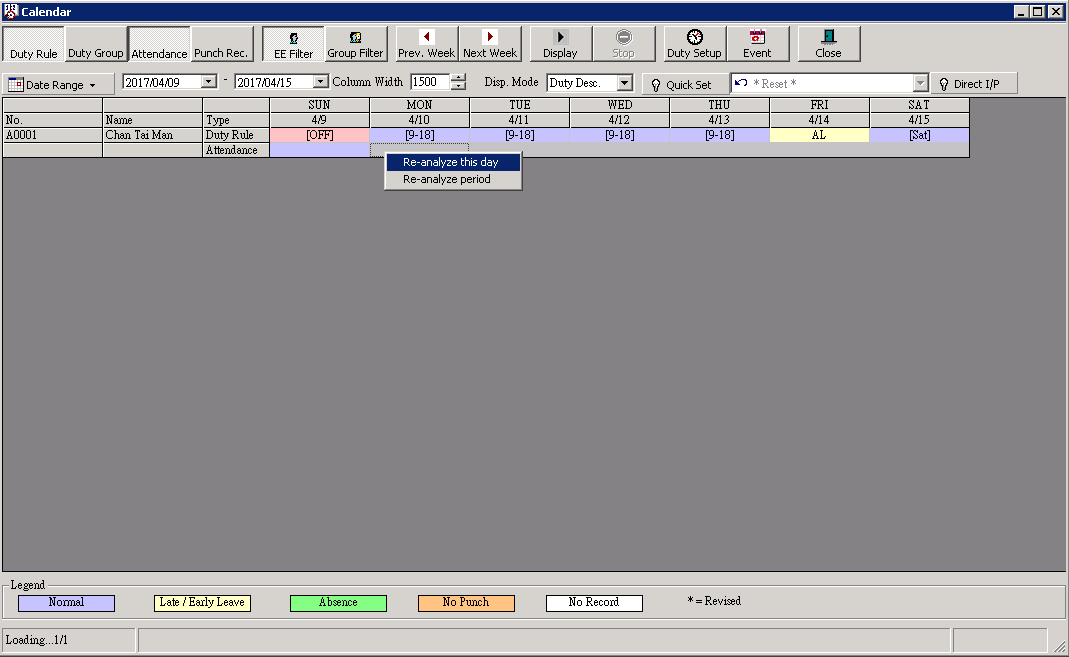 Calendar
Duty Rule Duty Group Attendance Punch Rec. EE Filter Group Filter Prev. Week Next Week Display Stop Duty Setup Event Close
Date Range 2017/04/09 - 2017/04/15 Column Width 1500 Disp. Mode Duty Desc. Quick Set * Reset * Direct I/P
SUN MON TUE WED THU FRI SAT
No. Name Type 4/9 4/10 4/11 4/12 4/13 4/14 4/15
A0001 Chan Tai Man Duty Rule [OFF] [9-18] [9-18] [9-18] [9-18] AL [Sat]
Attendance
Re-analyze this day
Re-analyze period
Legend
Normal Late / Early Leave Absence No Punch No Record * = Revised
Loading...1/1